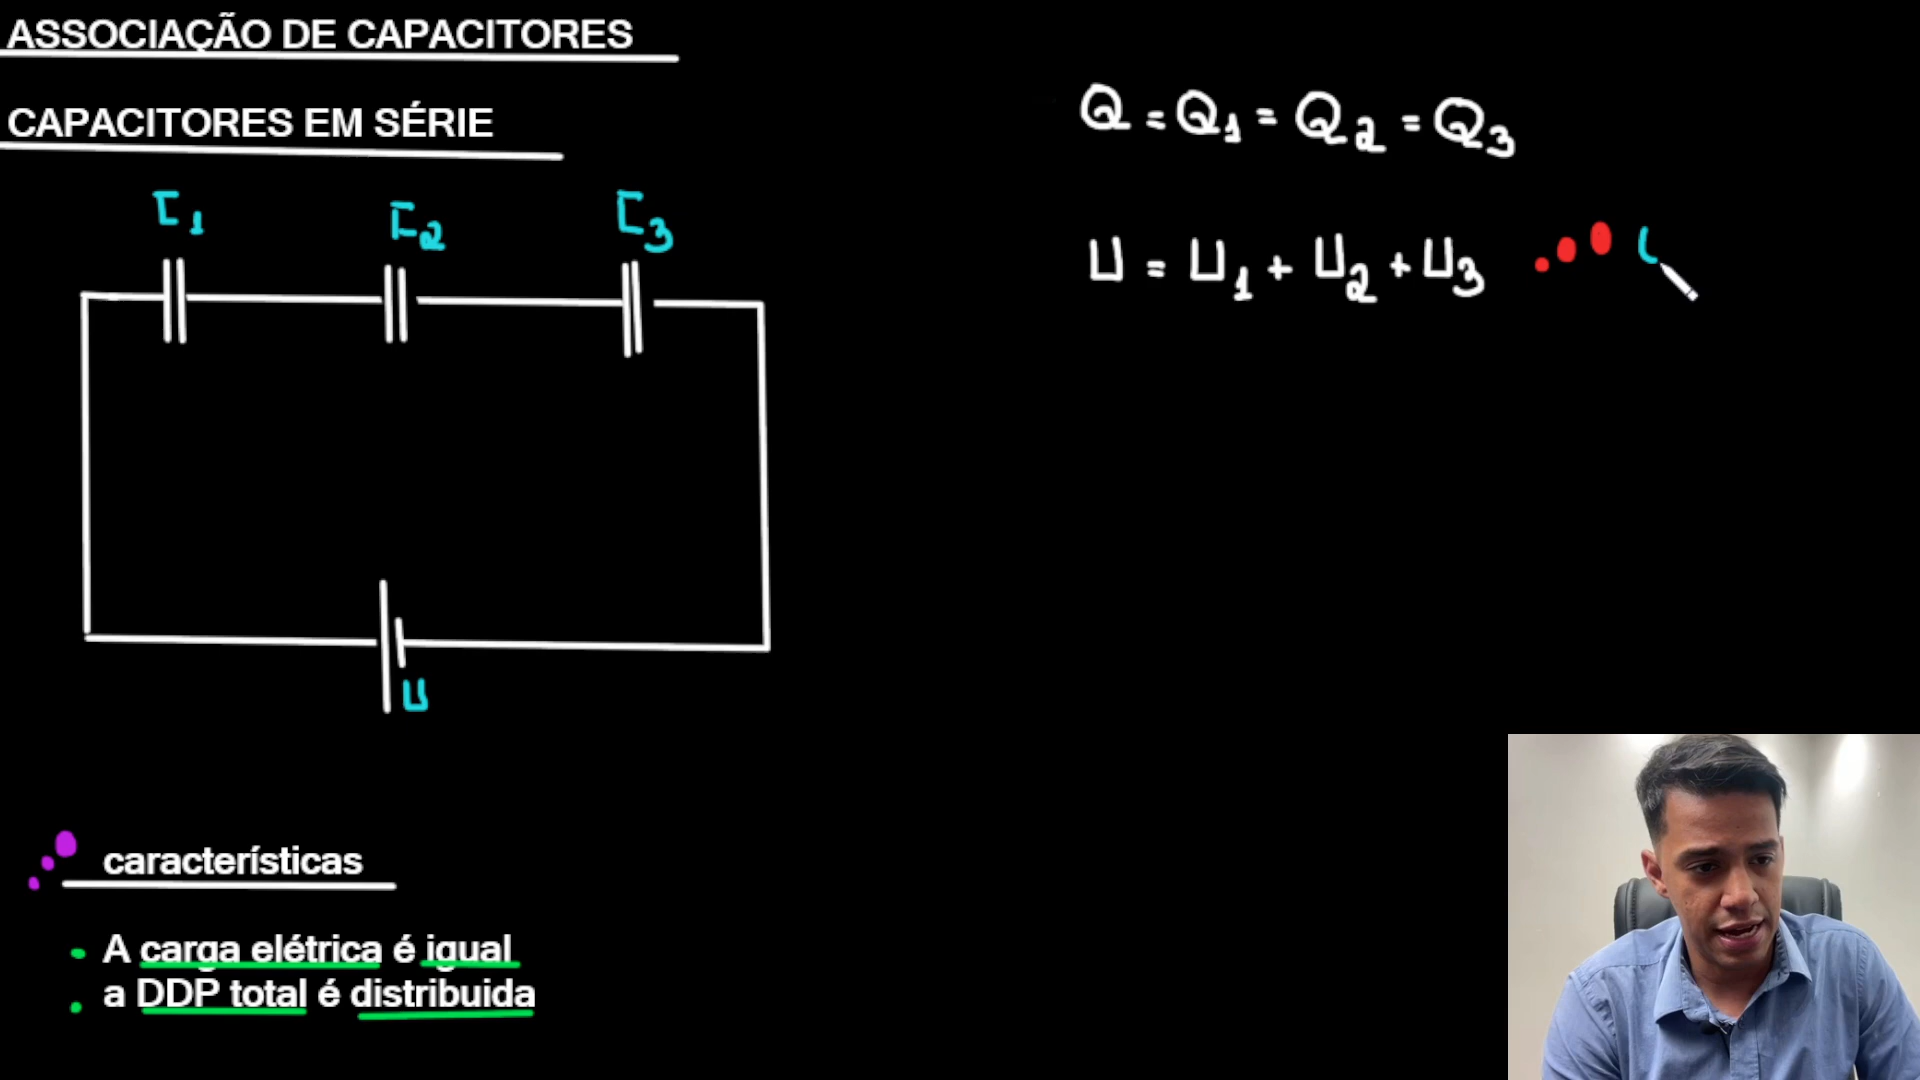 ASSOCIAÇÃO DE CAPACITORES
CAPACITORES EM SÉRIE
C1 C2 C3
U
Q = Q1 = Q2 = Q3
U = U1 + U2 + U3
características
A carga elétrica é igual
a DDP total é distribuida